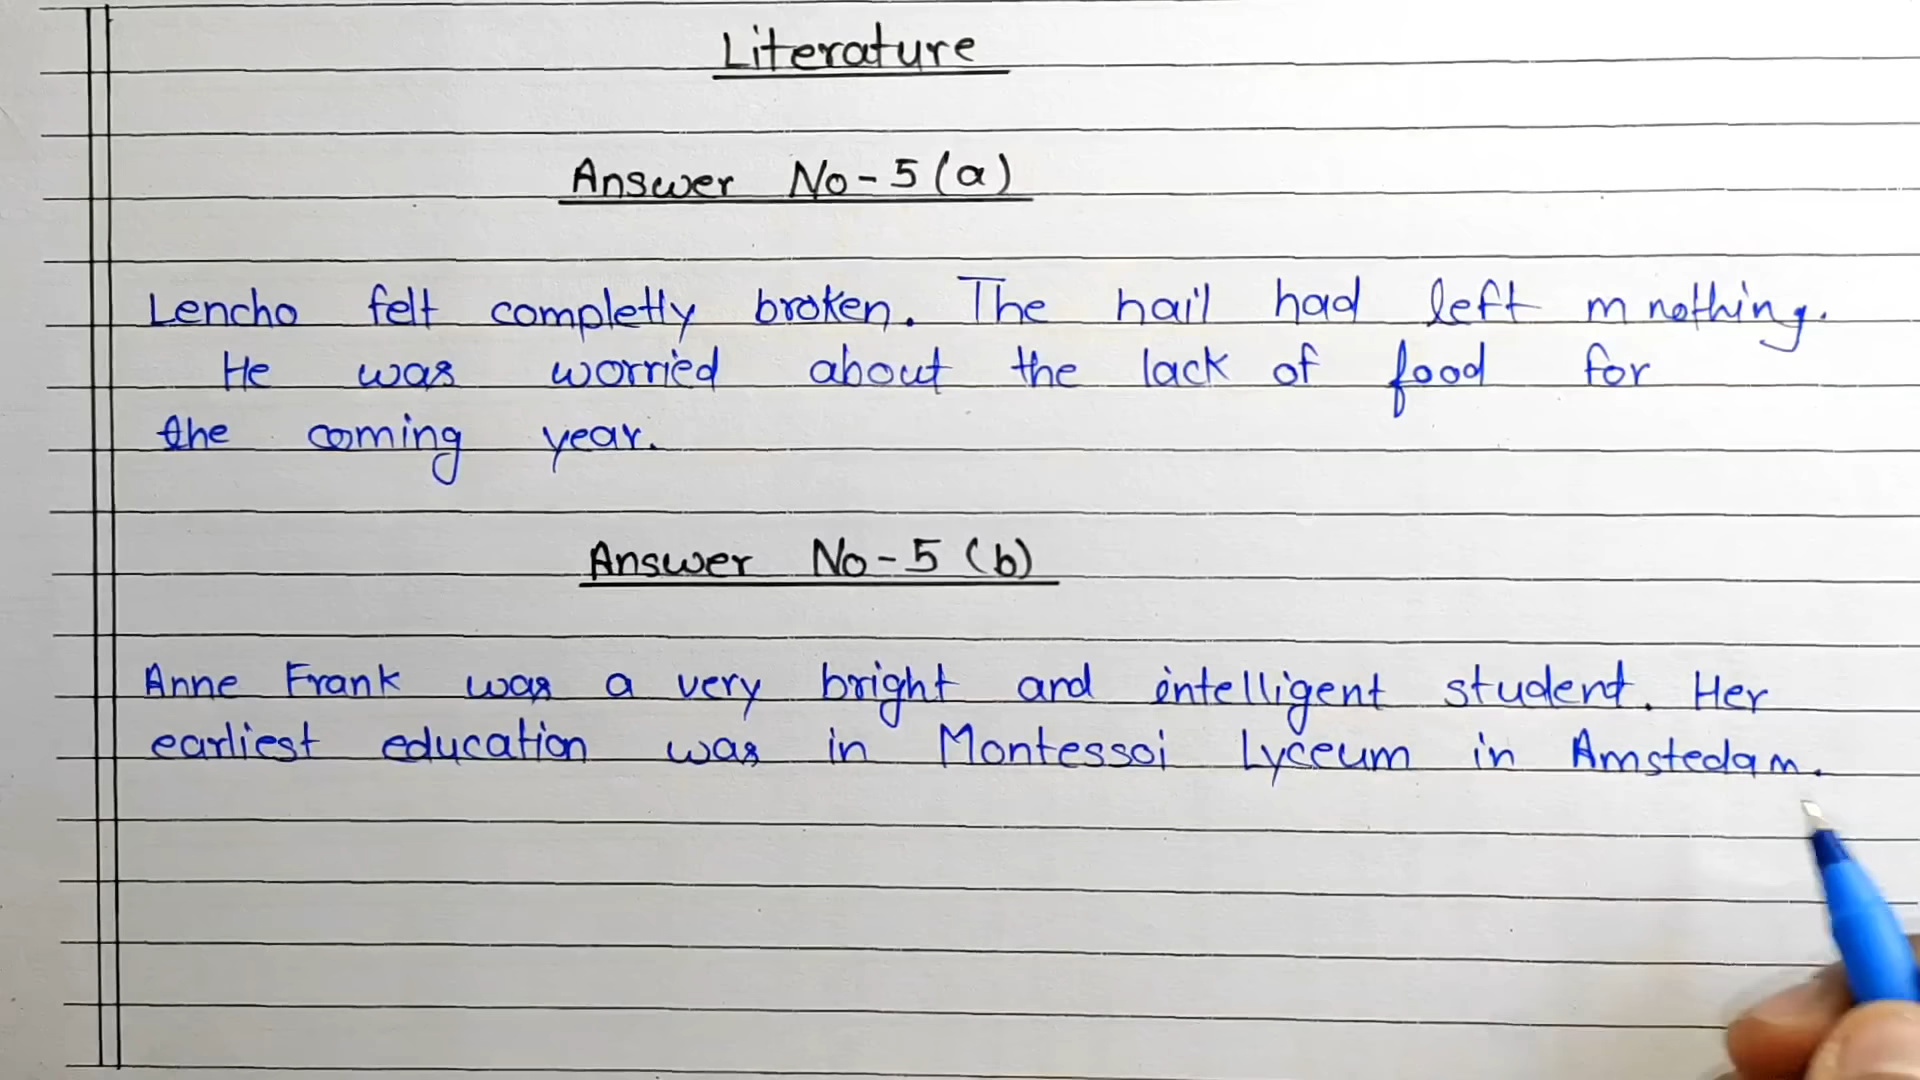 Literature
Answer No-5(a)
Lencho felt completly broken. The hail had left m nothing.
He was worried about the lack of food for
the coming year.
Answer No-5 (b)
Anne Frank was a very bright and intelligent student. Her
earliest education was in Montessoi Lyceum in Amstedam.